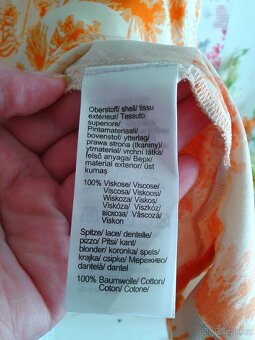 Oberstoff/ shell/ tissu
extérieur/ Tessuto
superiore/
Pintamateriaali/
bovenstof/ ytterlag/
prawa strona (tkaniny)/
ytmaterial/ vrchní látka/
felső anyaga/ Верх/
material exterior/ üst
kumaş
100% Viskose/ Viscose/
Viscosa/ Viskoosi/
Wiskoza/ Viskos/
Viskóza/ Viszkóz/
віскоза/ Vâscoză/
Viskon
Spitze/ lace/ dentelle/
pizzo/ Pitsi/ kant/
blonder/ koronka/ spets/
krajka/ csipke/ Мереживо/
dantelă/ dantel
100% Baumwolle/ Cotton/
Coton/ Cotone/